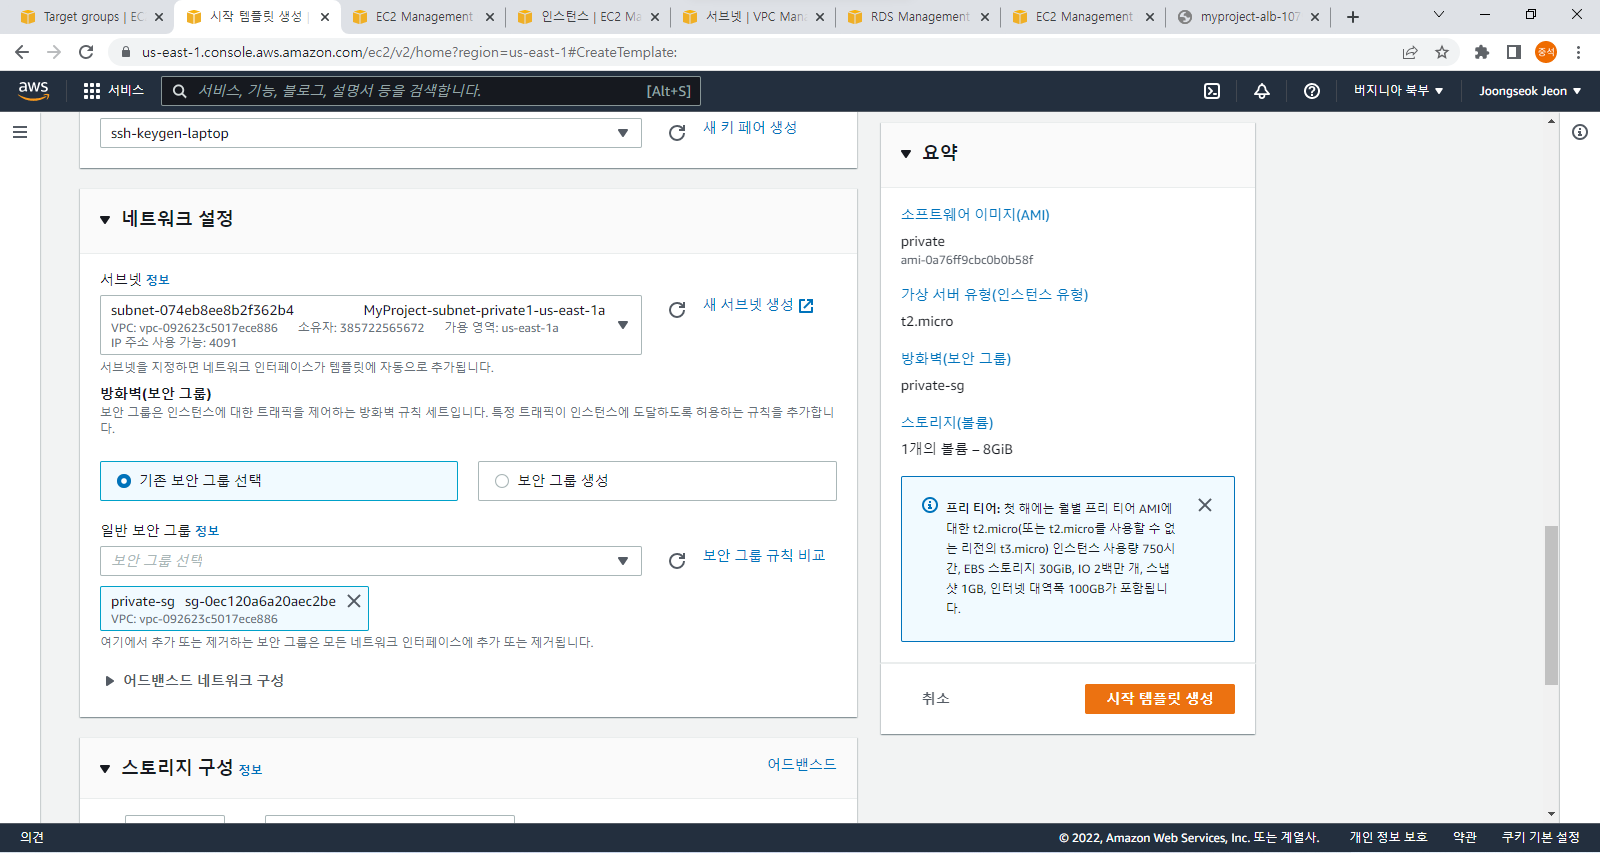 Target groups | EC
시작 템플릿 생성 |
EC2 Management
인스턴스 | EC2 Ma
서브넷 | VPC Man
RDS Management
EC2 Management
myproject-alb-107
us-east-1.console.aws.amazon.com/ec2/v2/home?region=us-east-1#CreateTemplate:
중석
aws
서비스
서비스, 기능, 블로그, 설명서 등을 검색합니다.
[Alt+S]
버지니아 북부
Joongseok Jeon
ssh-keygen-laptop
새 키 페어 생성
네트워크 설정
서브넷 정보
subnet-074eb8ee8b2f362b4 MyProject-subnet-private1-us-east-1a
VPC: vpc-092623c5017ece886 소유자: 385722565672 가용 영역: us-east-1a
IP 주소 사용 가능: 4091
새 서브넷 생성
서브넷을 지정하면 네트워크 인터페이스가 템플릿에 자동으로 추가됩니다.
방화벽(보안 그룹)
보안 그룹은 인스턴스에 대한 트래픽을 제어하는 방화벽 규칙 세트입니다. 특정 트래픽이 인스턴스에 도달하도록 허용하는 규칙을 추가합니
다.
기존 보안 그룹 선택
보안 그룹 생성
일반 보안 그룹 정보
보안 그룹 선택
보안 그룹 규칙 비교
private-sg sg-0ec120a6a20aec2be
VPC: vpc-092623c5017ece886
여기에서 추가 또는 제거하는 보안 그룹은 모든 네트워크 인터페이스에 추가 또는 제거됩니다.
어드밴스드 네트워크 구성
스토리지 구성 정보
어드밴스드
요약
소프트웨어 이미지(AMI)
private
ami-0a76ff9cbc0b0b58f
가상 서버 유형(인스턴스 유형)
t2.micro
방화벽(보안 그룹)
private-sg
스토리지(볼륨)
1개의 볼륨 – 8GiB
프리 티어: 첫 해에는 월별 프리 티어 AMI에
대한 t2.micro(또는 t2.micro를 사용할 수 없
는 리전의 t3.micro) 인스턴스 사용량 750시
간, EBS 스토리지 30GiB, IO 2백만 개, 스냅
샷 1GB, 인터넷 대역폭 100GB가 포함됩니
다.
취소
시작 템플릿 생성
의견
© 2022, Amazon Web Services, Inc. 또는 계열사.
개인 정보 보호
약관
쿠키 기본 설정